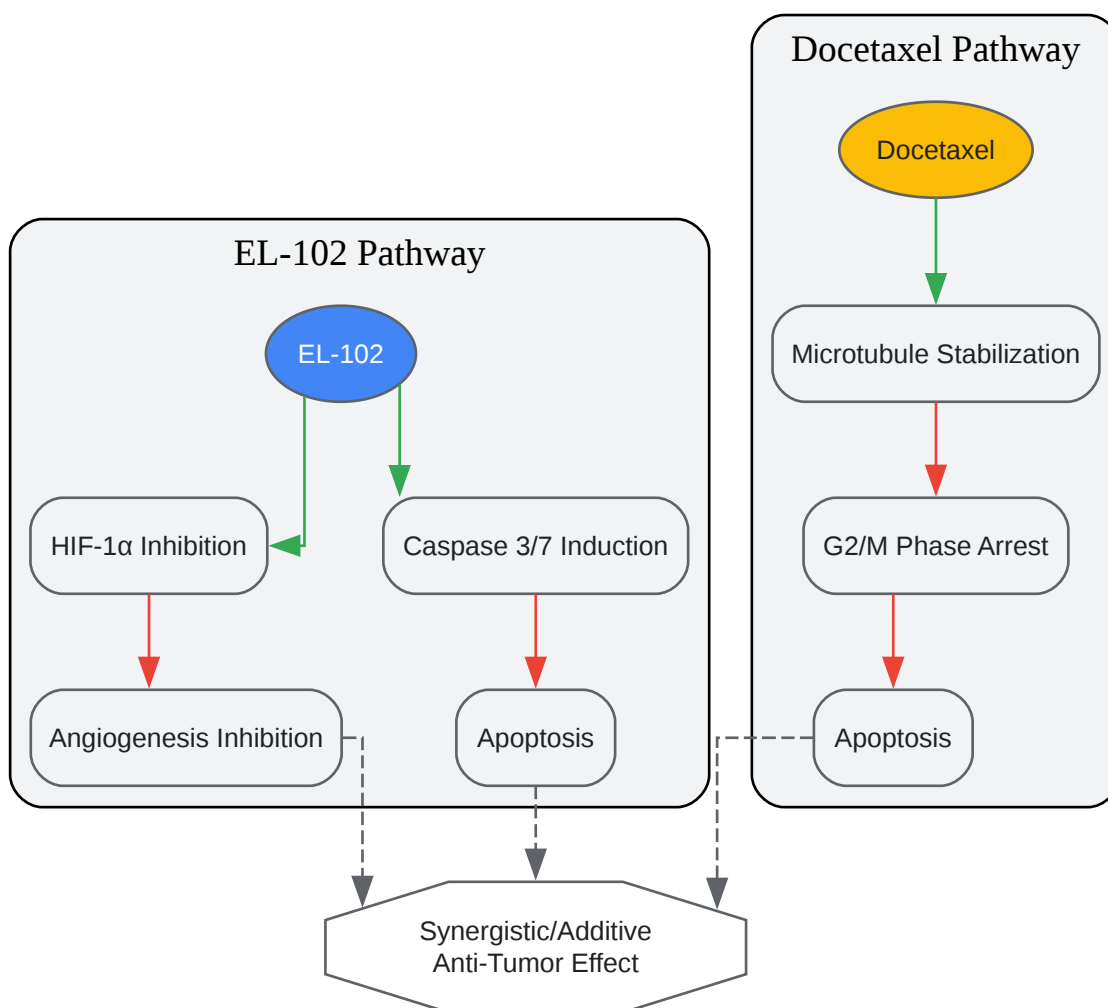 Docetaxel Pathway
Docetaxel
EL-102 Pathway
EL-102
Microtubule Stabilization
HIF-1α Inhibition
Caspase 3/7 Induction
G2/M Phase Arrest
Angiogenesis Inhibition
Apoptosis
Apoptosis
Synergistic/Additive
Anti-Tumor Effect